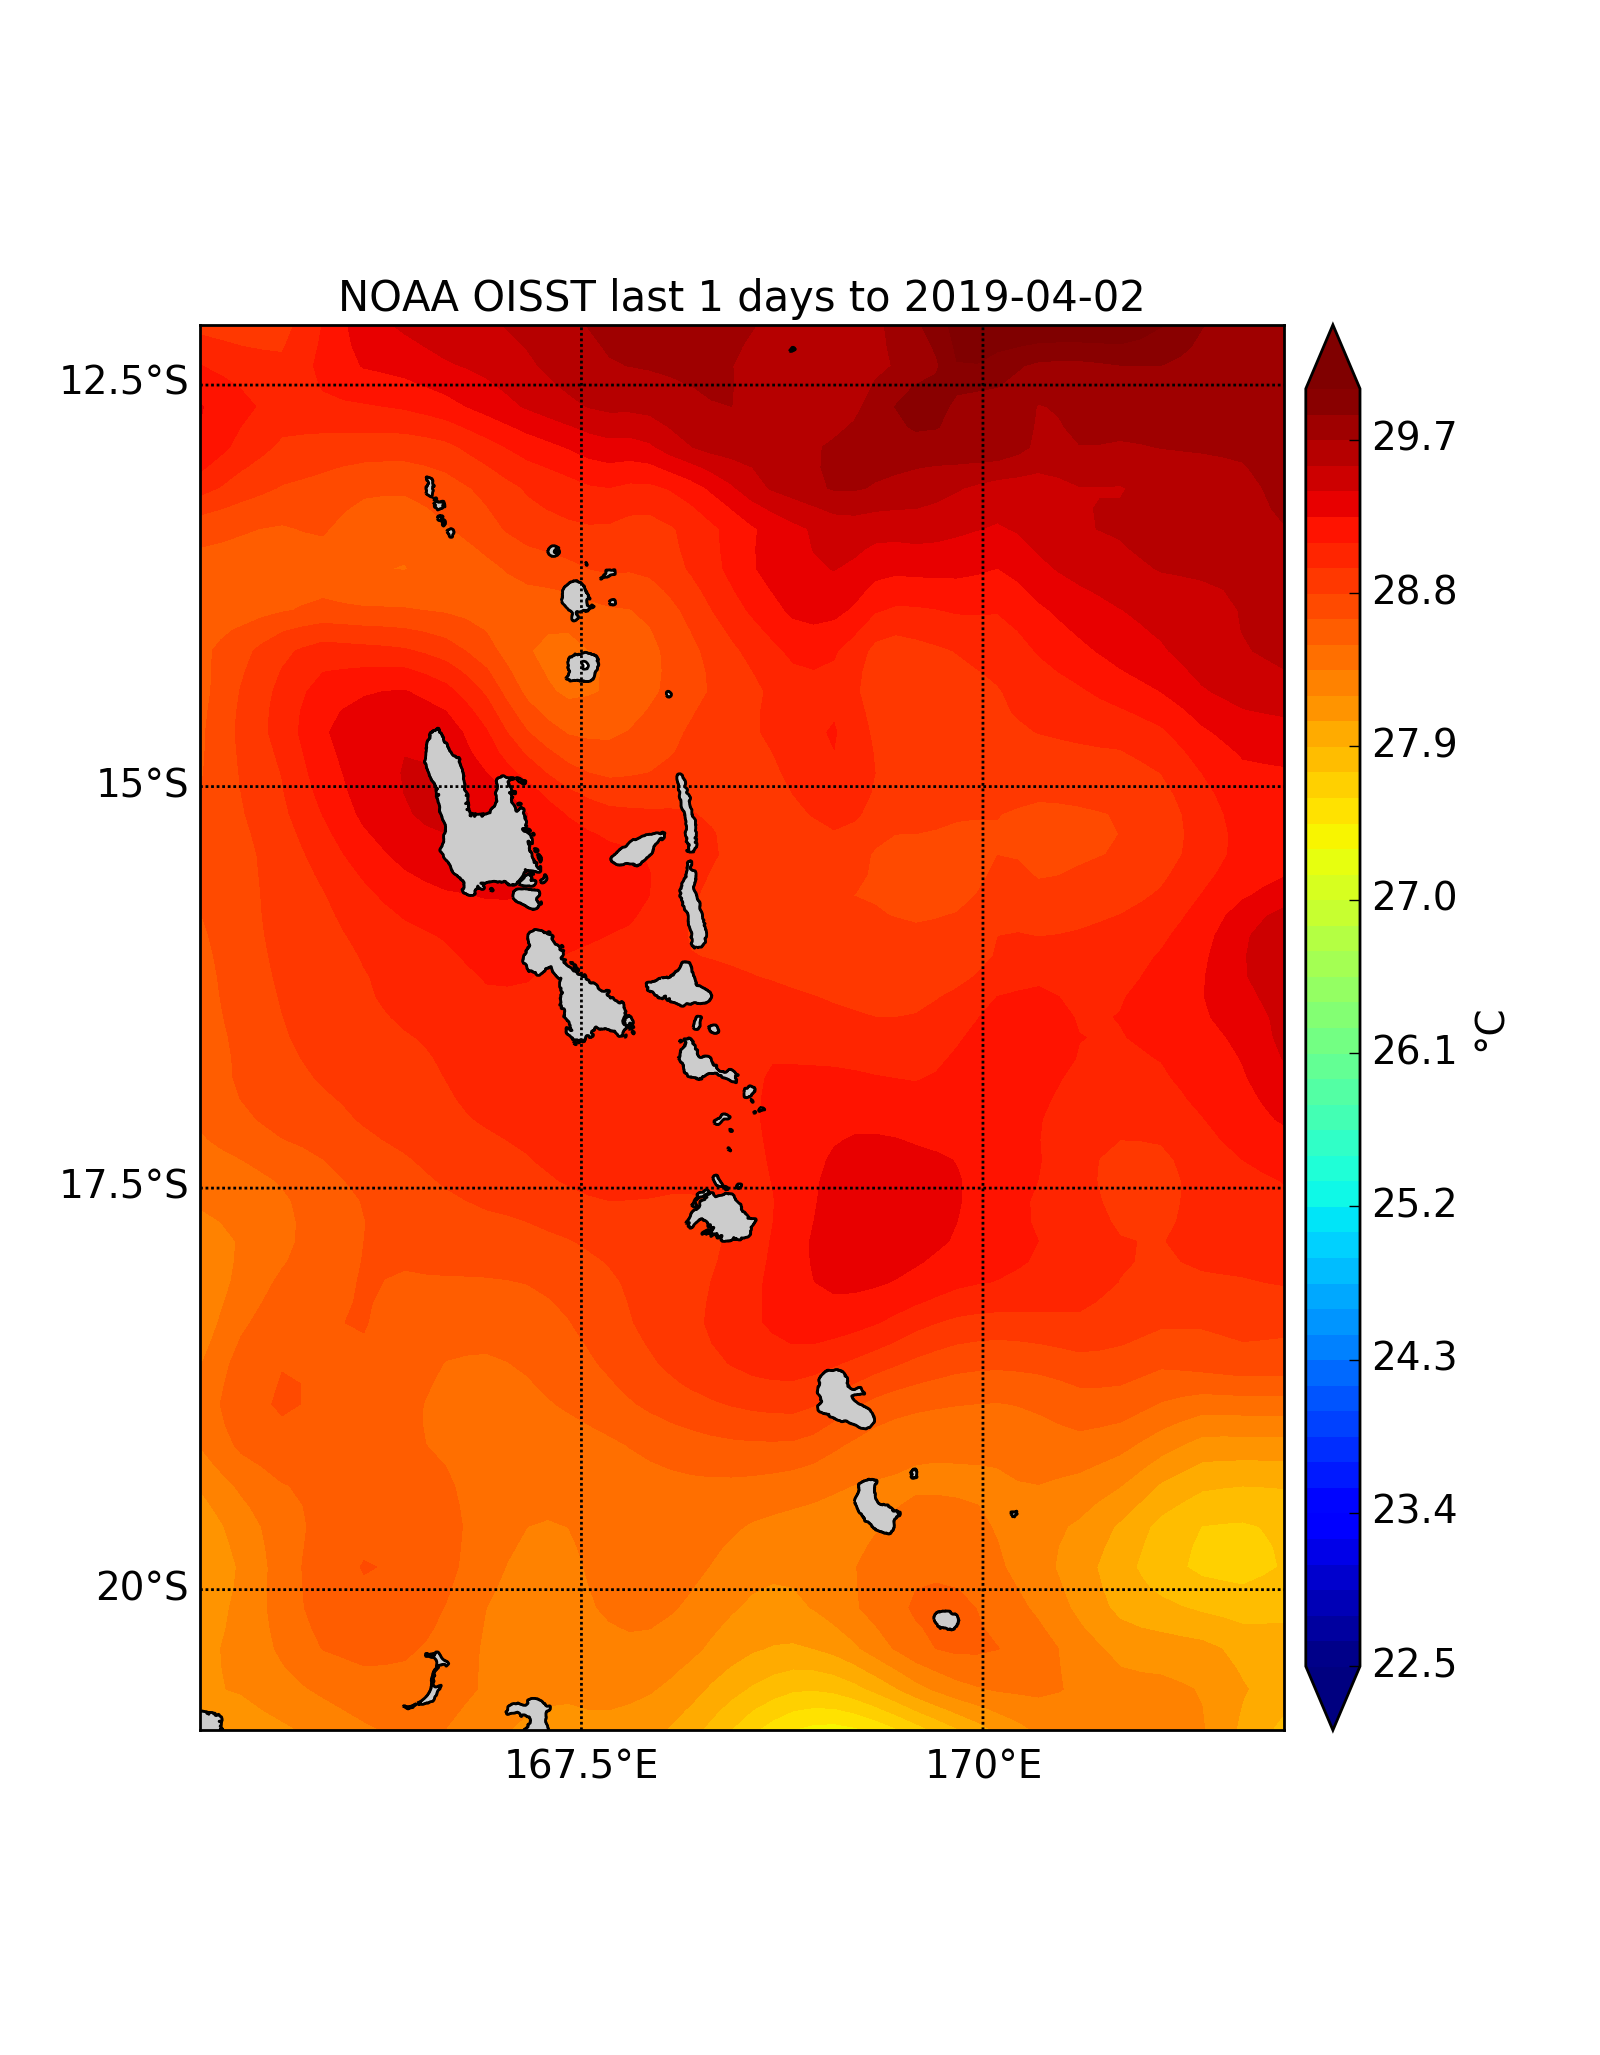 NOAA OISST last 1 days to 2019-04-02
12.5°S
15°S
17.5°S
20°S
167.5°E
170°E
29.7
28.8
27.9
27.0
26.1
25.2
24.3
23.4
22.5
°C